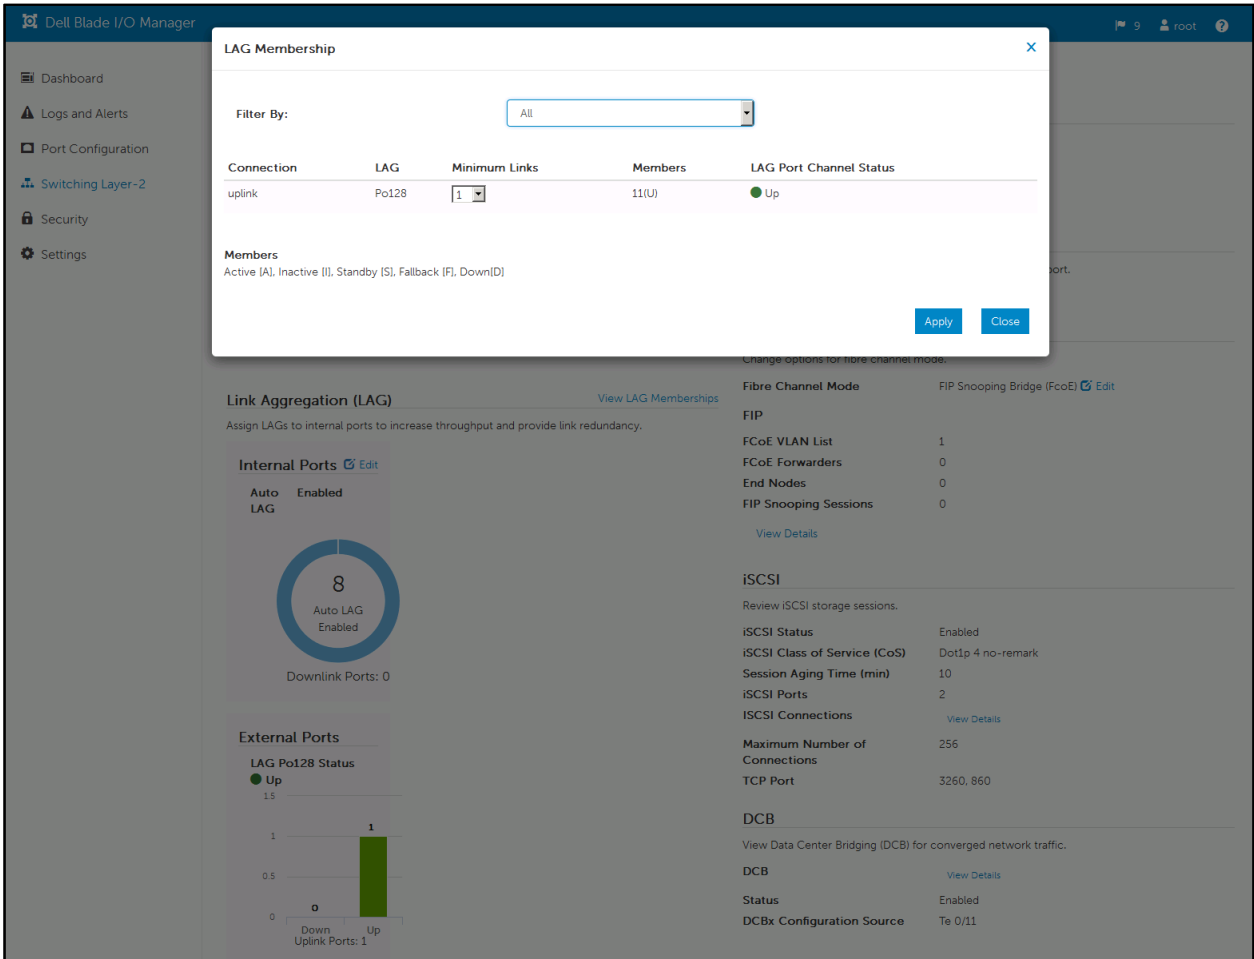 Dell Blade I/O Manager
9 root ?
LAG Membership X
Filter By: All
Connection LAG Minimum Links Members LAG Port Channel Status
uplink Po128 1 11(U) Up
Members
Active [A], Inactive [I], Standby [S], Fallback [F], Down[D]
Apply Close
Dashboard
Logs and Alerts
Port Configuration
Switching Layer-2
Security
Settings
Link Aggregation (LAG) View LAG Memberships
Assign LAGs to internal ports to increase throughput and provide link redundancy.
Internal Ports Edit
Auto Enabled
LAG
8
Auto LAG
Enabled
Downlink Ports: 0
External Ports
LAG Po128 Status
Up
1.5
1
1
0.5
0
0
Down Up
Uplink Ports: 1
Change options for fibre channel mode.
Fibre Channel Mode FIP Snooping Bridge (FcoE) Edit
FIP
FCoE VLAN List 1
FCoE Forwarders 0
End Nodes 0
FIP Snooping Sessions 0
View Details
iSCSI
Review iSCSI storage sessions.
iSCSI Status Enabled
iSCSI Class of Service (CoS) Dot1p 4 no-remark
Session Aging Time (min) 10
iSCSI Ports 2
ISCSI Connections View Details
Maximum Number of 256
Connections
TCP Port 3260, 860
DCB
View Data Center Bridging (DCB) for converged network traffic.
DCB View Details
Status Enabled
DCBx Configuration Source Te 0/11